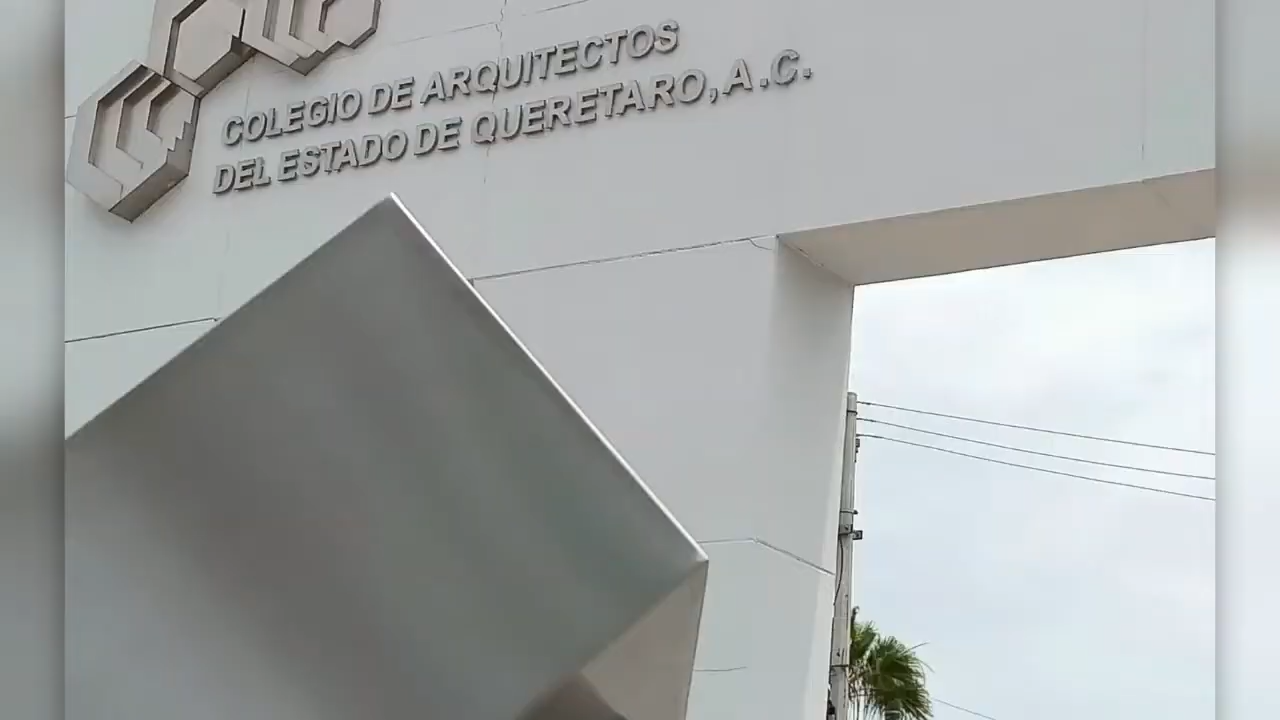 COLEGIO DE ARQUITECTOS
DEL ESTADO DE QUERETARO, A.C.